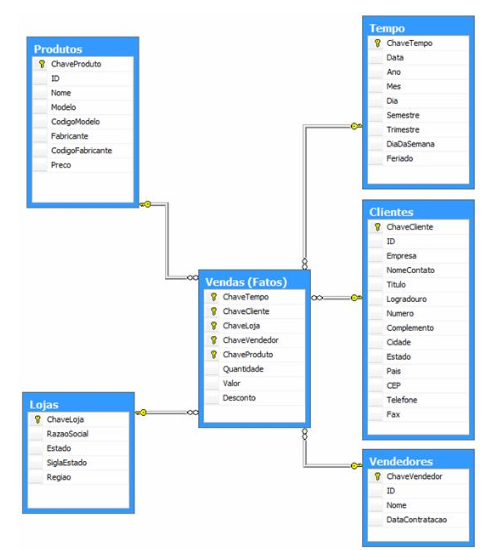 Produtos
ChaveProduto
ID
Nome
Modelo
CodigoModelo
Fabricante
CodigoFabricante
Preco
Tempo
ChaveTempo
Data
Ano
Mes
Dia
Semestre
Trimestre
DiaDaSemana
Feriado
Clientes
ChaveCliente
ID
Empresa
NomeContato
Titulo
Logradouro
Numero
Complemento
Cidade
Estado
Pais
CEP
Telefone
Fax
Vendas (Fatos)
ChaveTempo
ChaveCliente
ChaveLoja
ChaveVendedor
ChaveProduto
Quantidade
Valor
Desconto
Lojas
ChaveLoja
RazaoSocial
Estado
SiglaEstado
Regiao
Vendedores
ChaveVendedor
ID
Nome
DataContratacao